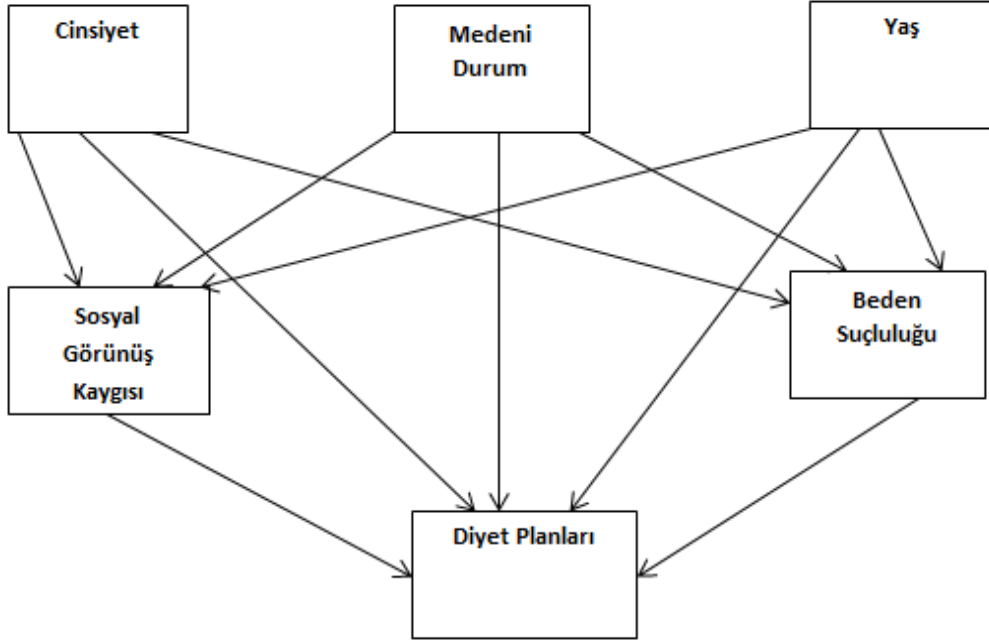 Cinsiyet
Medeni
Durum
Yaş
Sosyal
Görünüş
Kaygısı
Beden
Suçluluğu
Diyet Planları